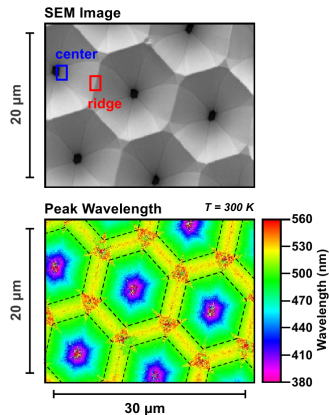 SEM Image
center
ridge
20 µm
Peak Wavelength
T = 300 K
20 µm
560
530
500
470
440
410
380
Wavelength (nm)
30 µm